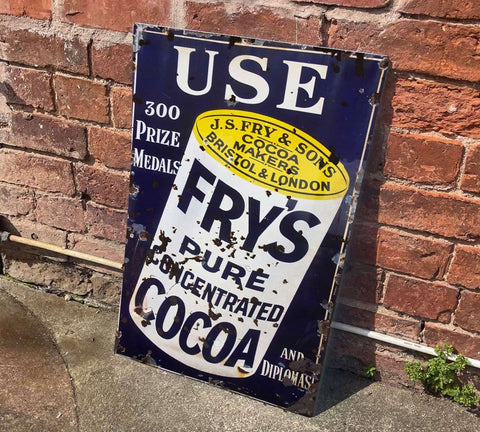 USE
300
PRIZE
MEDALS
J.S. FRY & SONS
COCOA
MAKERS
BRISTOL & LONDON
FRY'S
PURE
CONCENTRATED
COCOA
AND
DIPLOMAS